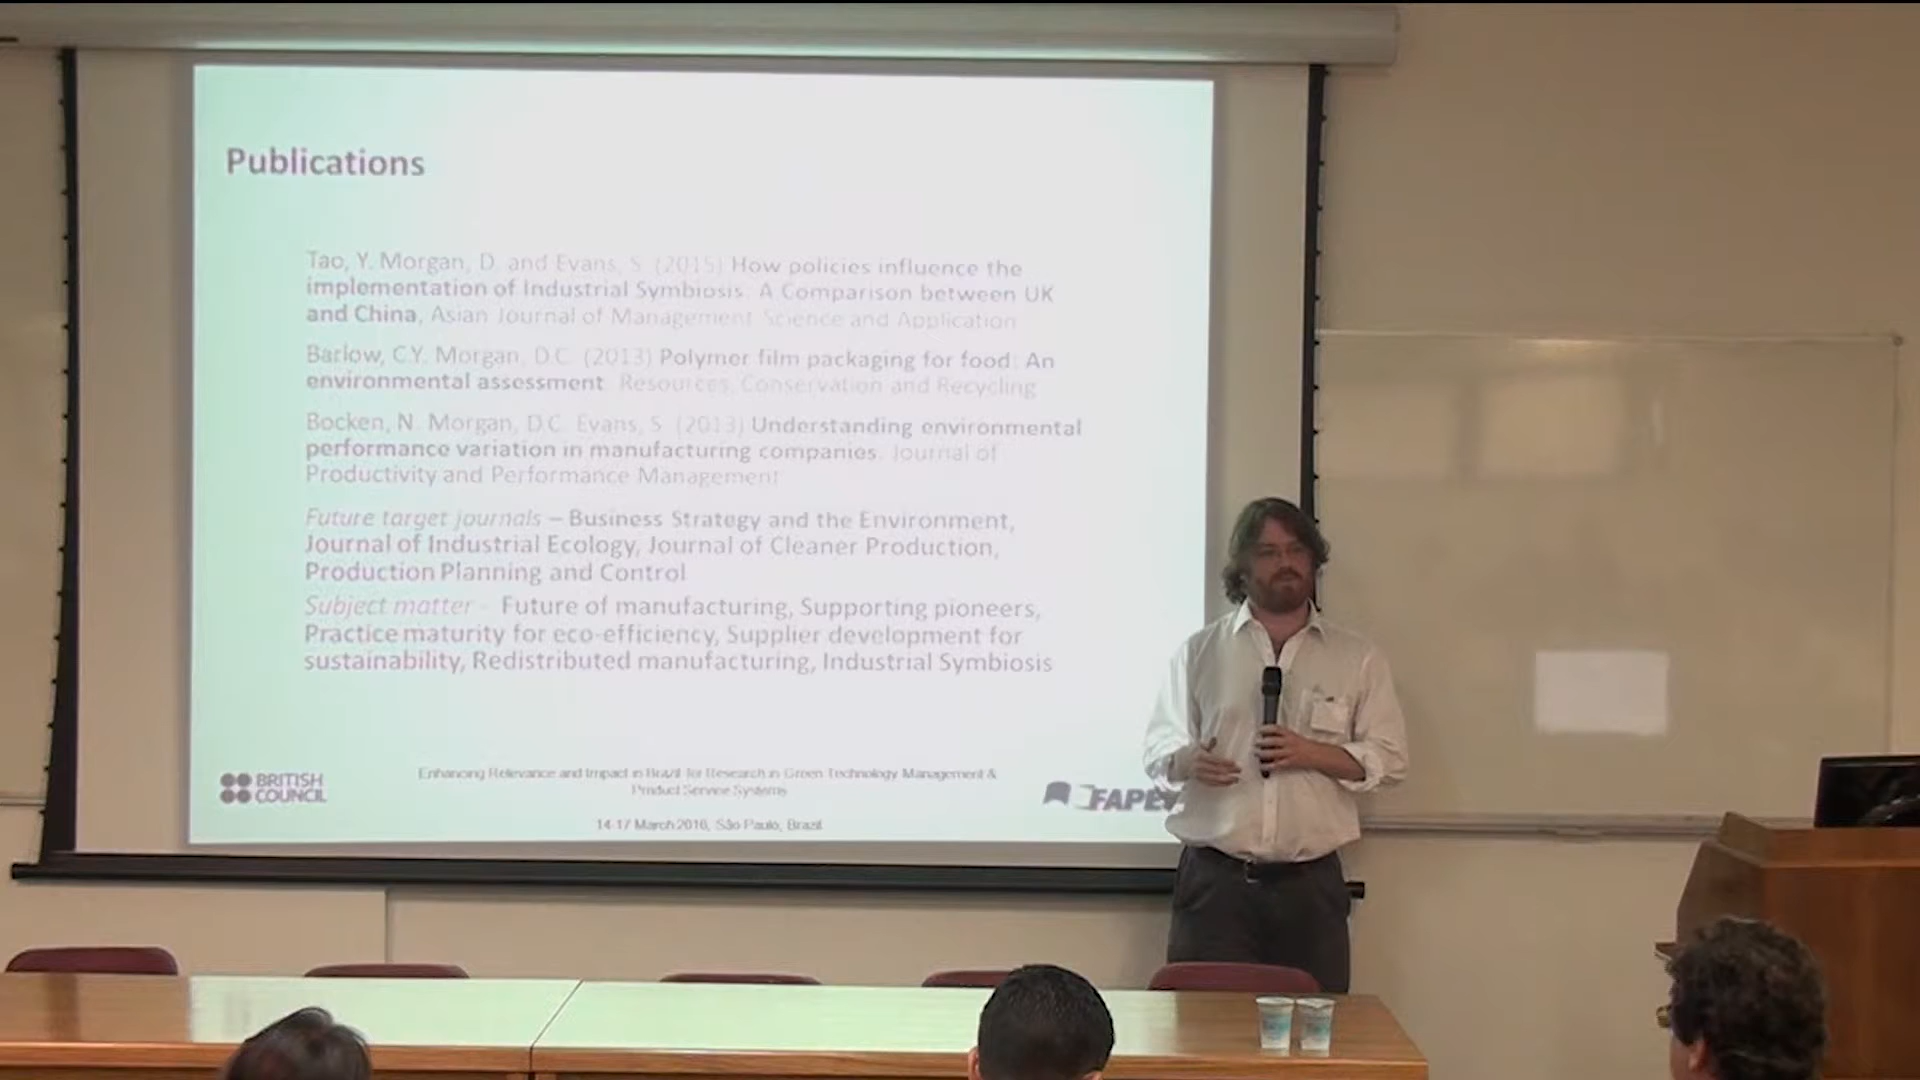 Publications
Tao, Y. Morgan, D. and Evans, S. (2015) How policies influence the
implementation of Industrial Symbiosis: A Comparison between UK
and China, Asian Journal of Management Science and Application
Barlow, C.Y. Morgan, D.C. (2013) Polymer film packaging for food: An
environmental assessment. Resources, Conservation and Recycling
Bocken, N. Morgan, D.C. Evans, S. (2013) Understanding environmental
performance variation in manufacturing companies. Journal of
Productivity and Performance Management
Future target journals – Business Strategy and the Environment,
Journal of Industrial Ecology, Journal of Cleaner Production,
Production Planning and Control
Subject matter - Future of manufacturing, Supporting pioneers,
Practice maturity for eco-efficiency, Supplier development for
sustainability, Redistributed manufacturing, Industrial Symbiosis
BRITISH
COUNCIL
Enhancing Relevance and Impact in Brazil for Research in Green Technology Management &
Product Service Systems
14-17 March 2016, São Paulo, Brazil
FAPE